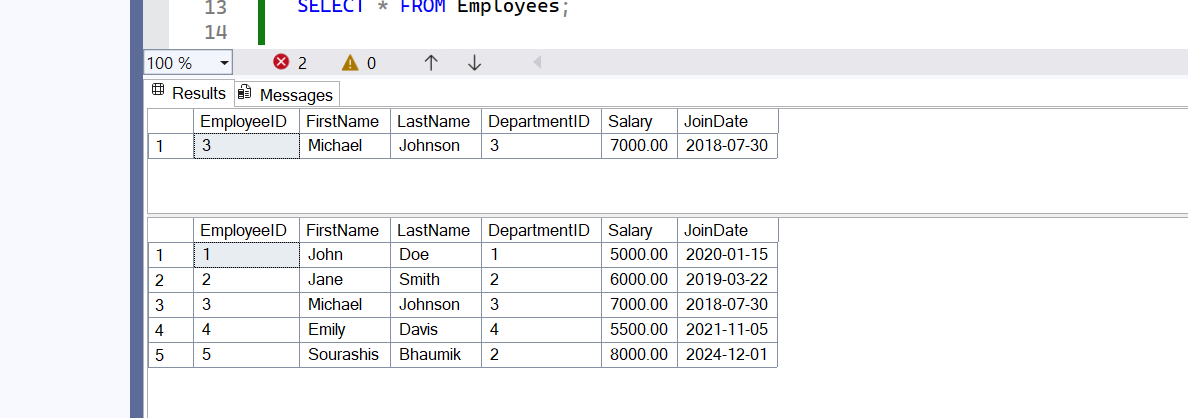 13 SELECT * FROM Employees;
14
100 % 2 0
Results Messages
EmployeeID FirstName LastName DepartmentID Salary JoinDate
1 3 Michael Johnson 3 7000.00 2018-07-30
EmployeeID FirstName LastName DepartmentID Salary JoinDate
1 1 John Doe 1 5000.00 2020-01-15
2 2 Jane Smith 2 6000.00 2019-03-22
3 3 Michael Johnson 3 7000.00 2018-07-30
4 4 Emily Davis 4 5500.00 2021-11-05
5 5 Sourashis Bhaumik 2 8000.00 2024-12-01